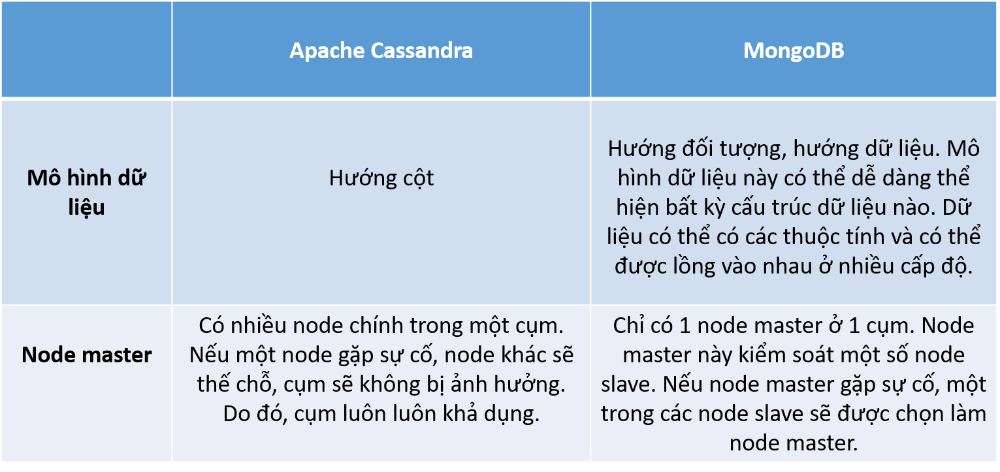 Apache Cassandra
MongoDB
Mô hình dữ
liệu
Hướng cột
Hướng đối tượng, hướng dữ liệu. Mô
hình dữ liệu này có thể dễ dàng thể
hiện bất kỳ cấu trúc dữ liệu nào. Dữ
liệu có thể có các thuộc tính và có thể
được lồng vào nhau ở nhiều cấp độ.
Node master
Có nhiều node chính trong một cụm.
Nếu một node gặp sự cố, node khác sẽ
thế chỗ, cụm sẽ không bị ảnh hưởng.
Do đó, cụm luôn luôn khả dụng.
Chỉ có 1 node master ở 1 cụm. Node
master này kiểm soát một số node
slave. Nếu node master gặp sự cố, một
trong các node slave sẽ được chọn làm
node master.